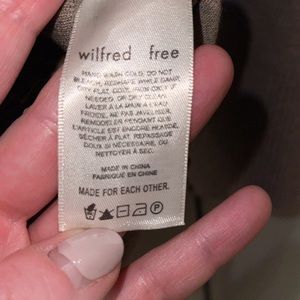 wilfred free
HAND WASH COLD, DO NOT
BLEACH, RESHAPE WHILE DAMP,
DRY FLAT. COOL IRON ONLY IF
NEEDED. OR DRY CLEAN.
LAVER À LA MAIN À L'EAU
FROIDE, NE PAS JAVELLISER,
REMODELER PENDANT QUE
L'ARTICLE EST ENCORE HUMIDE,
SÉCHER À PLAT. REPASSAGE
DOUX SI NÉCESSAIRE, OU
NETTOYER À SEC.
MADE IN CHINA
FABRIQUÉ EN CHINE
MADE FOR EACH OTHER.
P